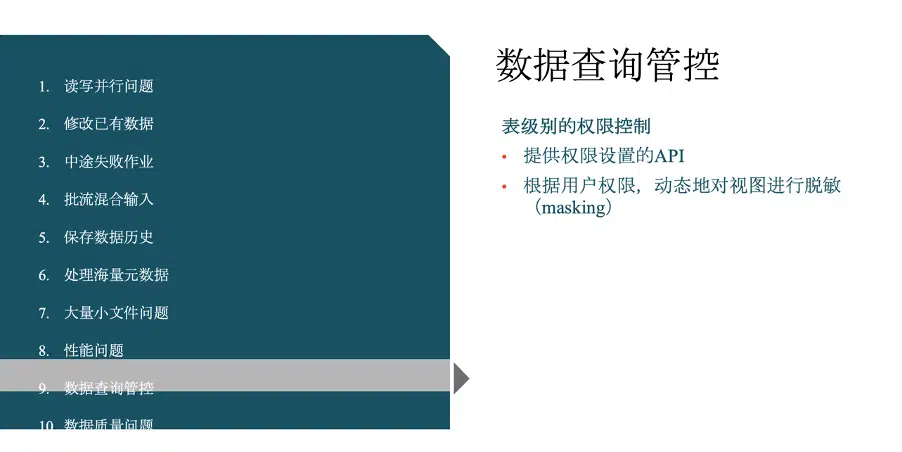 1. 读写并行问题
2. 修改已有数据
3. 中途失败作业
4. 批流混合输入
5. 保存数据历史
6. 处理海量元数据
7. 大量小文件问题
8. 性能问题
9. 数据查询管控
10. 数据质量问题
数据查询管控
表级别的权限控制
• 提供权限设置的API
• 根据用户权限，动态地对视图进行脱敏
（masking）